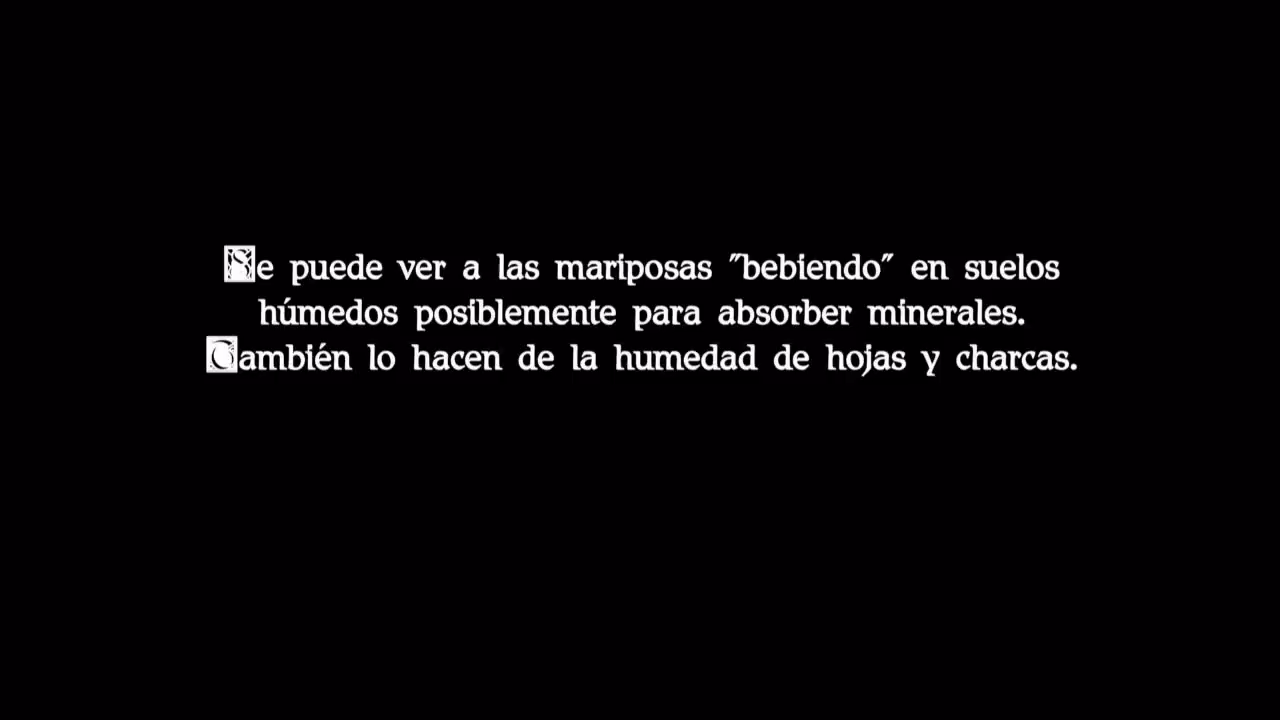 Se puede ver a las mariposas "bebiendo" en suelos
húmedos posiblemente para absorber minerales.
También lo hacen de la humedad de hojas y charcas.